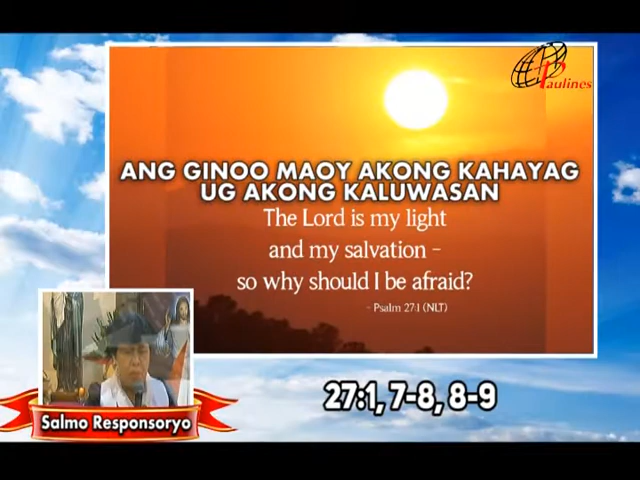 Paulines
ANG GINOO MAOY AKONG KAHAYAG
UG AKONG KALUWASAN
The Lord is my light
and my salvation –
so why should I be afraid?
- Psalm 27:1 (NLT)
27:1, 7-8, 8-9
Salmo Responsoryo